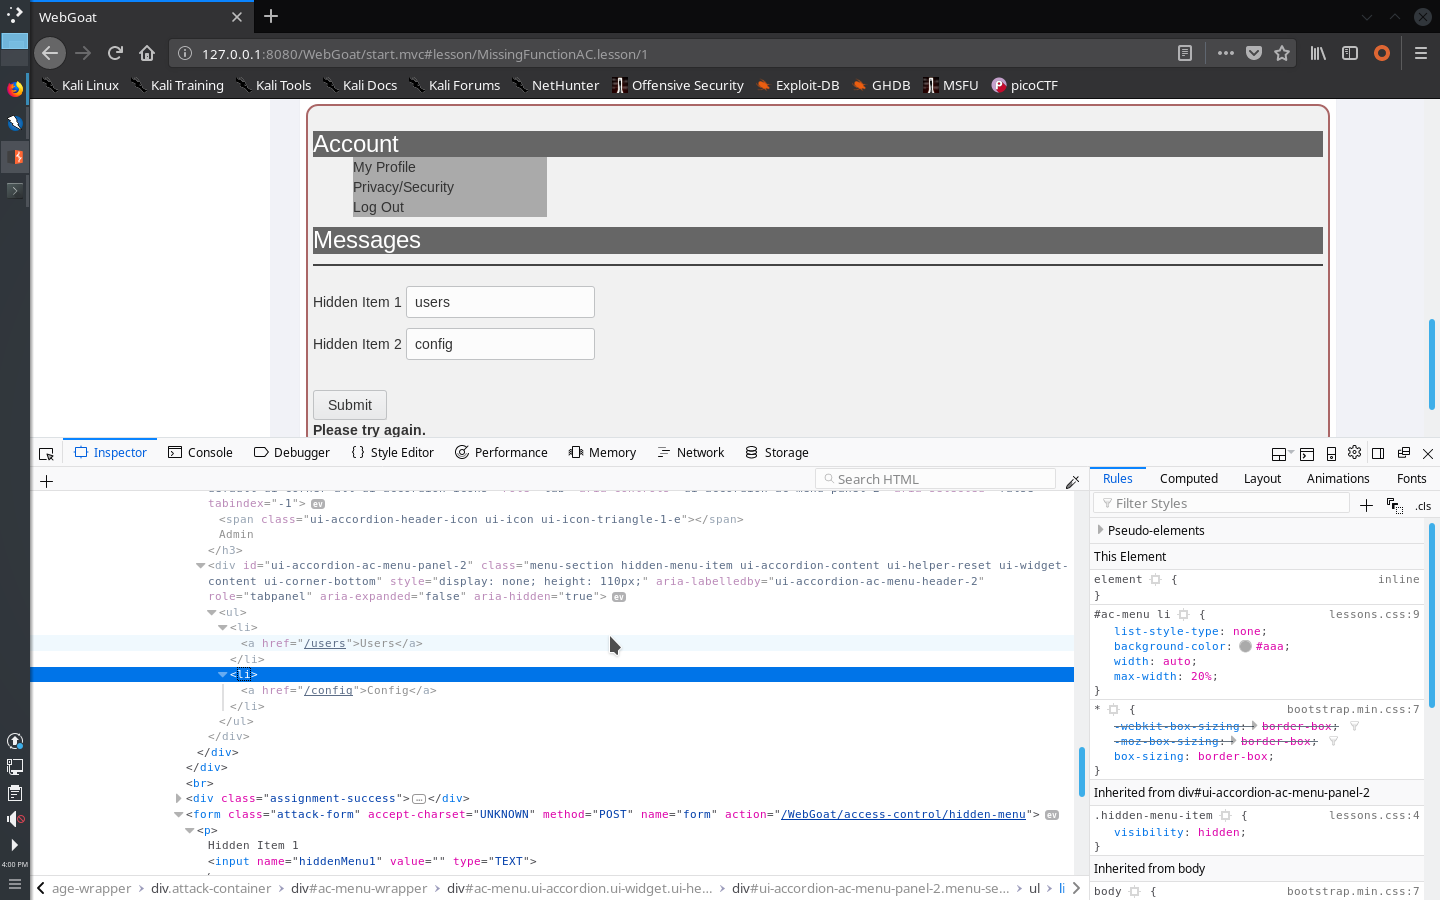 WebGoat
127.0.0.1:8080/WebGoat/start.mvc#lesson/MissingFunctionAC.lesson/1
Kali Linux Kali Training Kali Tools Kali Docs Kali Forums NetHunter Offensive Security Exploit-DB GHDB MSFU picoCTF
Account
My Profile
Privacy/Security
Log Out
Messages
Hidden Item 1 users
Hidden Item 2 config
Submit
Please try again.
Inspector Console Debugger Style Editor Performance Memory Network Storage
Search HTML
tabindex="-1"> ev
<span class="ui-accordion-header-icon ui-icon ui-icon-triangle-1-e"></span>
Admin
</h3>
<div id="ui-accordion-ac-menu-panel-2" class="menu-section hidden-menu-item ui-accordion-content ui-helper-reset ui-widget-
content ui-corner-bottom" style="display: none; height: 110px;" aria-labelledby="ui-accordion-ac-menu-header-2"
role="tabpanel" aria-expanded="false" aria-hidden="true"> ev
<ul>
<li>
<a href="/users">Users</a>
</li>
<li>
<a href="/config">Config</a>
</li>
</ul>
</div>
</div>
</div>
<br>
<div class="assignment-success">…</div>
<form class="attack-form" accept-charset="UNKNOWN" method="POST" name="form" action="/WebGoat/access-control/hidden-menu"> ev
<p>
Hidden Item 1
<input name="hiddenMenu1" value="" type="TEXT">
age-wrapper div.attack-container div#ac-menu-wrapper div#ac-menu.ui-accordion.ui-widget.ui-he… div#ui-accordion-ac-menu-panel-2.menu-se… ul li
Rules Computed Layout Animations Fonts
Filter Styles
.cls
Pseudo-elements
This Element
element { inline
}
#ac-menu li { lessons.css:9
list-style-type: none;
background-color: #aaa;
width: auto;
max-width: 20%;
}
* { bootstrap.min.css:7
-webkit-box-sizing: border-box;
-moz-box-sizing: border-box;
box-sizing: border-box;
}
Inherited from div#ui-accordion-ac-menu-panel-2
.hidden-menu-item { lessons.css:4
visibility: hidden;
}
Inherited from body
body { bootstrap.min.css:7
4:00 PM